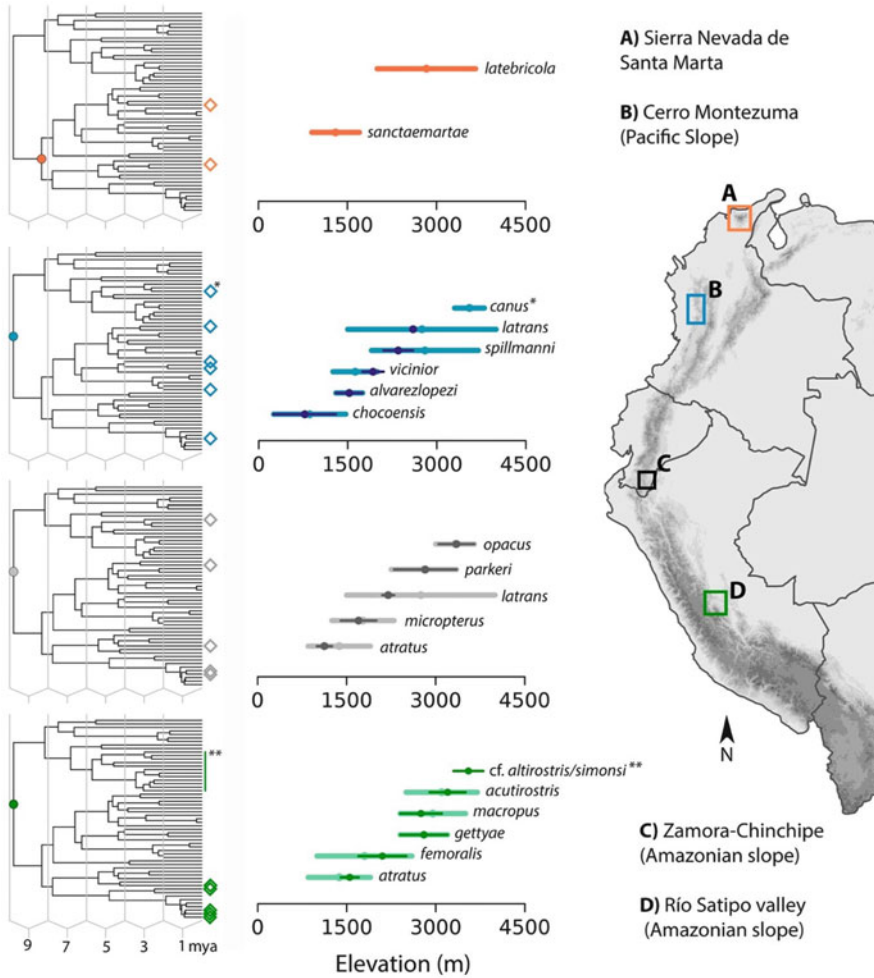 latebricola
sanctaemartae
0 1500 3000 4500
*
canus*
latrans
spillmanni
vicinior
alvarezlopezi
chocoensis
0 1500 3000 4500
opacus
parkeri
latrans
micropterus
atratus
0 1500 3000 4500
**
cf. altirostris/simonsi**
acutirostris
macropus
gettyae
femoralis
atratus
0 1500 3000 4500
9 7 5 3 1 mya
Elevation (m)
A) Sierra Nevada de
Santa Marta
B) Cerro Montezuma
(Pacific Slope)
A
B
C
D
N
C) Zamora-Chinchipe
(Amazonian slope)
D) Río Satipo valley
(Amazonian slope)